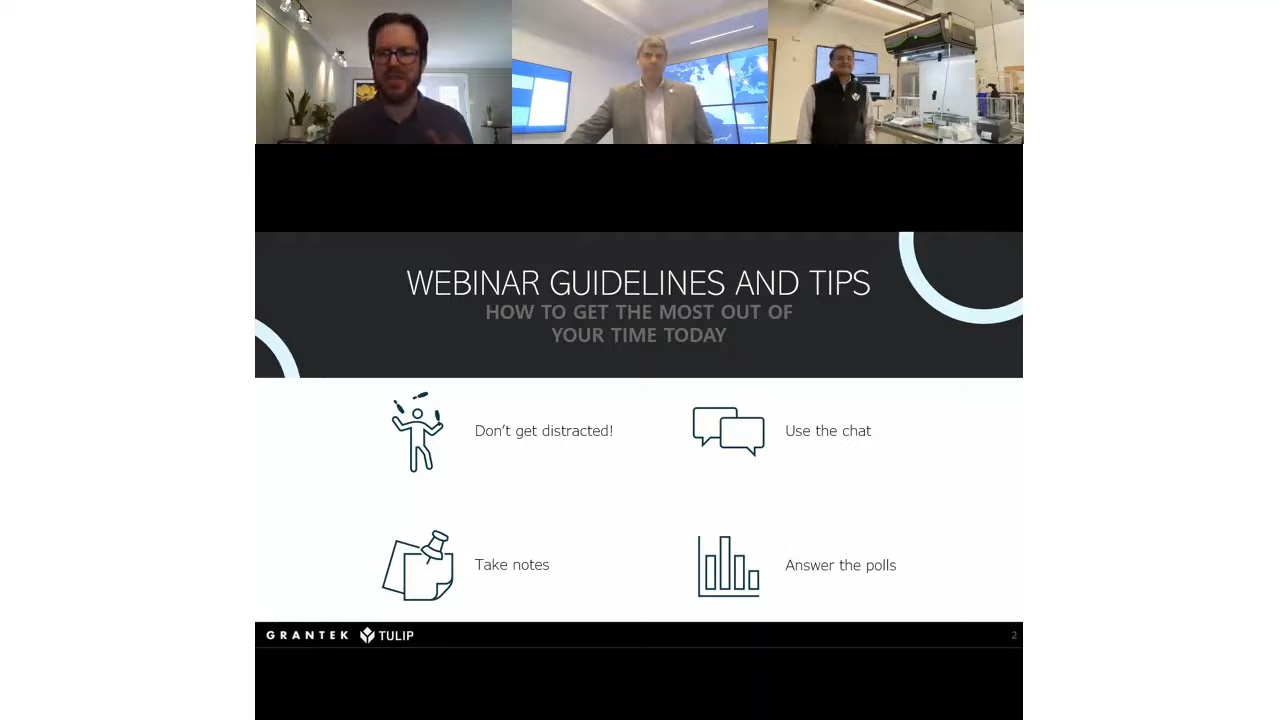 WEBINAR GUIDELINES AND TIPS
HOW TO GET THE MOST OUT OF
YOUR TIME TODAY
Don't get distracted!
Use the chat
Take notes
Answer the polls
GRANTEK TULIP
2